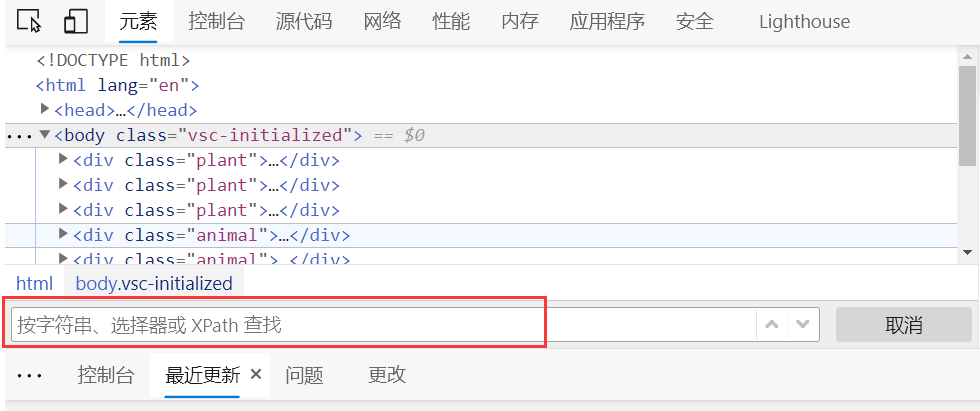 元素 控制台 源代码 网络 性能 内存 应用程序 安全 Lighthouse
<!DOCTYPE html>
<html lang="en">
<head>…</head>
<body class="vsc-initialized"> == $0
<div class="plant">…</div>
<div class="plant">…</div>
<div class="plant">…</div>
<div class="animal">…</div>
<div class="animal">…</div>
html body.vsc-initialized
按字符串、选择器或 XPath 查找 取消
控制台 最近更新 × 问题 更改